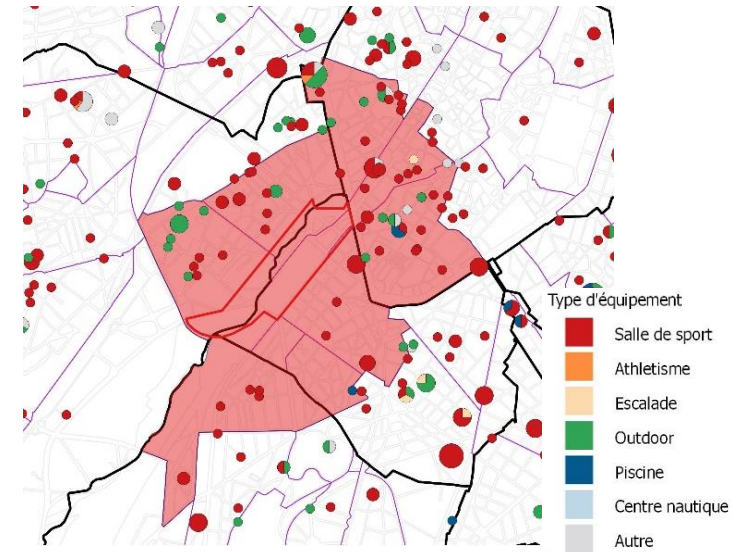 Type d'équipement
Salle de sport
Athletisme
Escalade
Outdoor
Piscine
Centre nautique
Autre